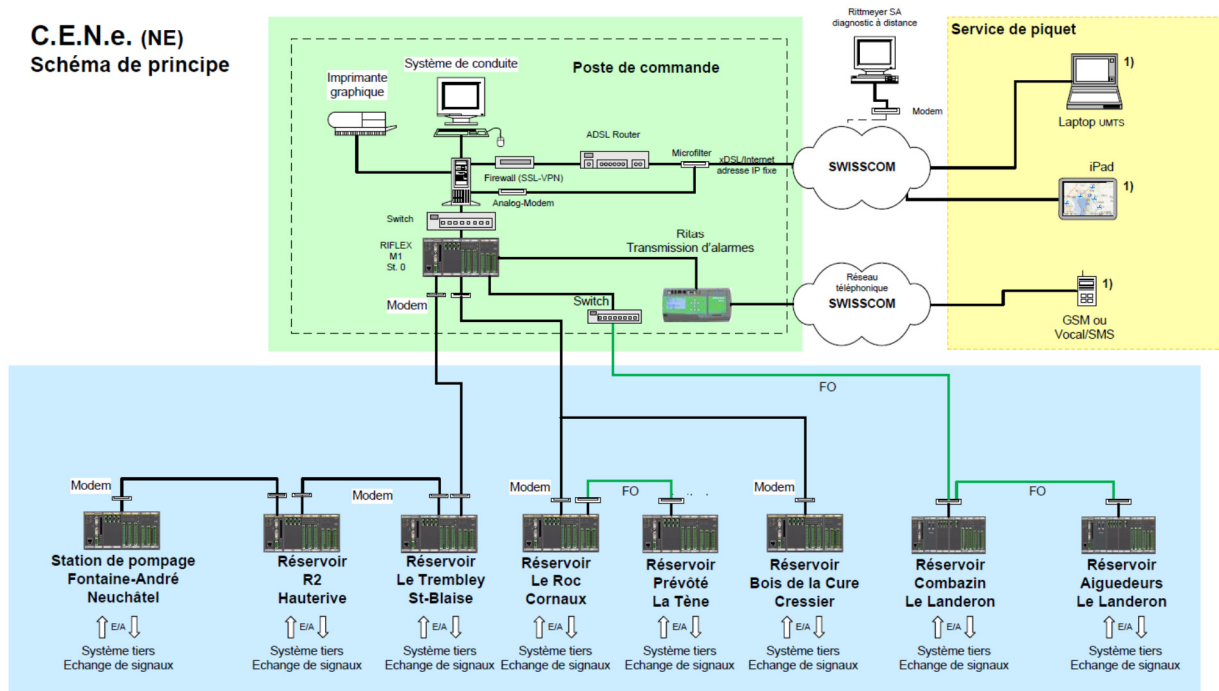 C.E.N.e. (NE)
Schéma de principe
Imprimante
graphique
Système de conduite
Poste de commande
Rittmeyer SA
diagnostic à distance
Service de piquet
1)
Laptop UMTS
Modem
ADSL Router
Microfilter
xDSL/Internet
adresse IP fixe
SWISSCOM
Firewall (SSL-VPN)
Analog-Modem
iPad
1)
Switch
RIFLEX
M1
St. 0
Ritas
Transmission d'alarmes
Réseau
téléphonique
SWISSCOM
1)
GSM ou
Vocal/SMS
Modem
Switch
FO
Modem
Modem
Modem
FO
Modem
FO
Station de pompage
Fontaine-André
Neuchâtel
Réservoir
R2
Hauterive
Réservoir
Le Trembley
St-Blaise
Réservoir
Le Roc
Cornaux
Réservoir
Prévôté
La Tène
Réservoir
Bois de la Cure
Cressier
Réservoir
Combazin
Le Landeron
Réservoir
Aiguedeurs
Le Landeron
E/A
E/A
E/A
E/A
E/A
E/A
E/A
E/A
Système tiers
Echange de signaux
Système tiers
Echange de signaux
Système tiers
Echange de signaux
Système tiers
Echange de signaux
Système tiers
Echange de signaux
Système tiers
Echange de signaux
Système tiers
Echange de signaux
Système tiers
Echange de signaux